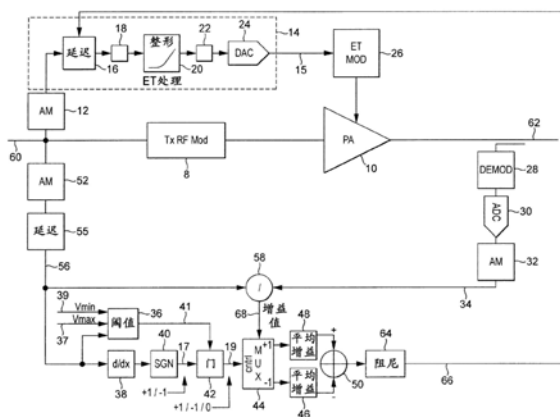 18
整形
22
24
14
延迟
DAC
ET
MOD
16
20
15
26
ET处理
AM
12
62
60
Tx RF Mod
PA
8
10
DEMOD
28
AM
52
ADC
30
延迟
55
AM
32
58
56
/
34
39
Vmin
36
41
68
增益
值
48
Vmax
阈值
37
40
平均
增益
+
64
d/dx
SGN
17
门
19
cntrl
MUX
+1
-1
50
阻尼
38
+1/-1
42
44
平均
增益
-
66
+1/-1/0
46